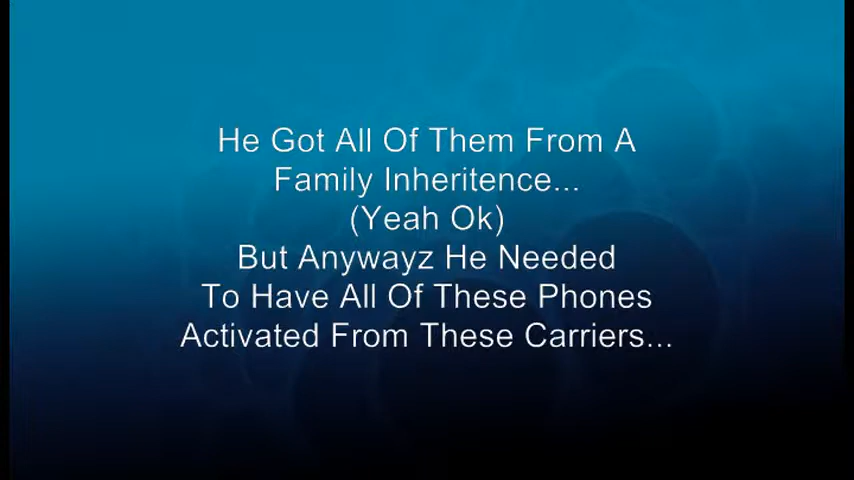 He Got All Of Them From A
Family Inheritence...
(Yeah Ok)
But Anywayz He Needed
To Have All Of These Phones
Activated From These Carriers...